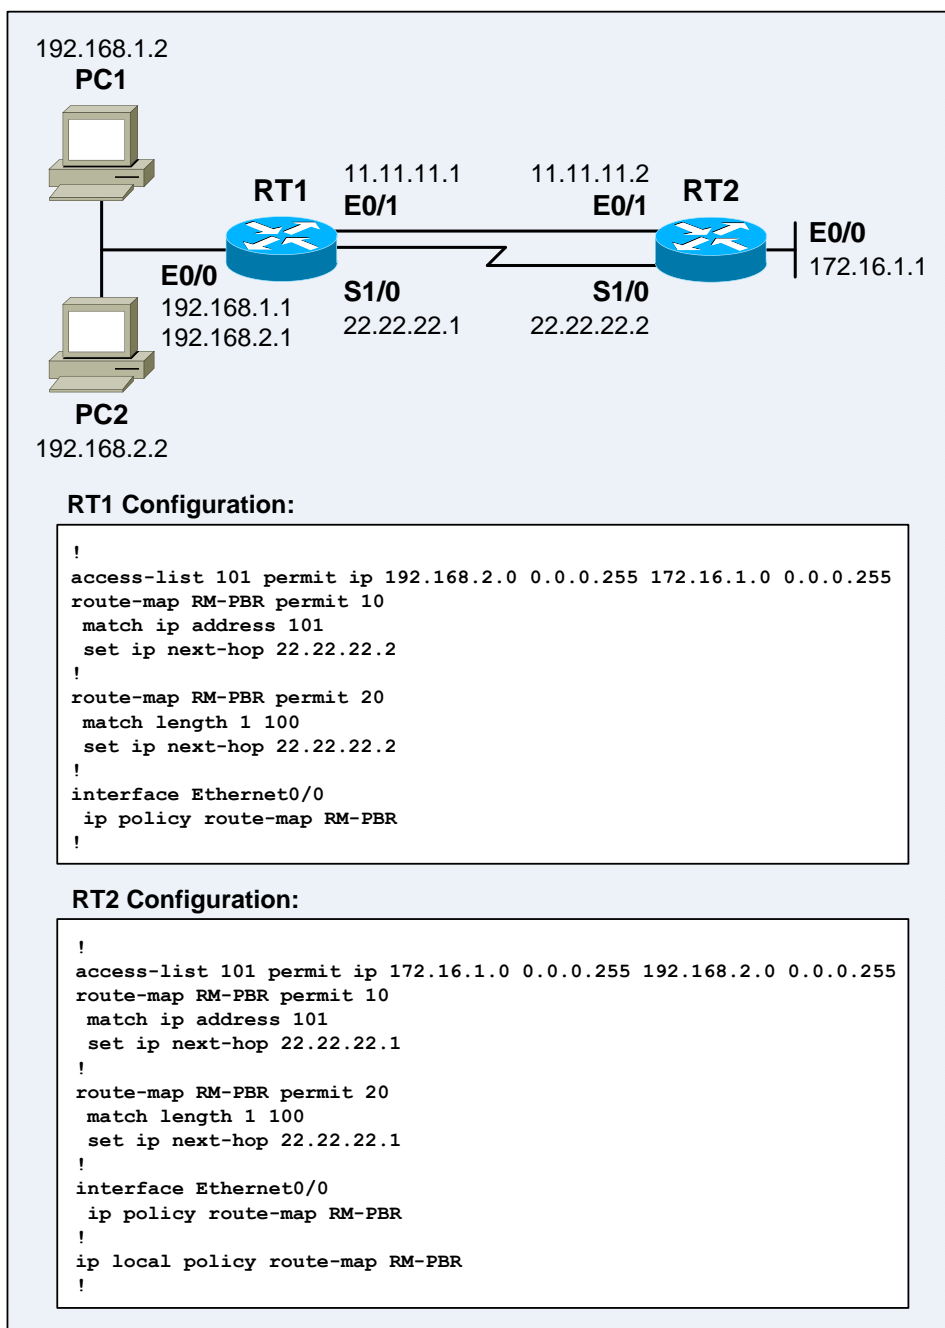 192.168.1.2
PC1
RT1
11.11.11.1
E0/1
11.11.11.2
E0/1
RT2
E0/0
172.16.1.1
E0/0
192.168.1.1
192.168.2.1
S1/0
22.22.22.1
S1/0
22.22.22.2
PC2
192.168.2.2
RT1 Configuration:
!
access-list 101 permit ip 192.168.2.0 0.0.0.255 172.16.1.0 0.0.0.255
route-map RM-PBR permit 10
match ip address 101
set ip next-hop 22.22.22.2
!
route-map RM-PBR permit 20
match length 1 100
set ip next-hop 22.22.22.2
!
interface Ethernet0/0
ip policy route-map RM-PBR
!
RT2 Configuration:
!
access-list 101 permit ip 172.16.1.0 0.0.0.255 192.168.2.0 0.0.0.255
route-map RM-PBR permit 10
match ip address 101
set ip next-hop 22.22.22.1
!
route-map RM-PBR permit 20
match length 1 100
set ip next-hop 22.22.22.1
!
interface Ethernet0/0
ip policy route-map RM-PBR
!
ip local policy route-map RM-PBR
!